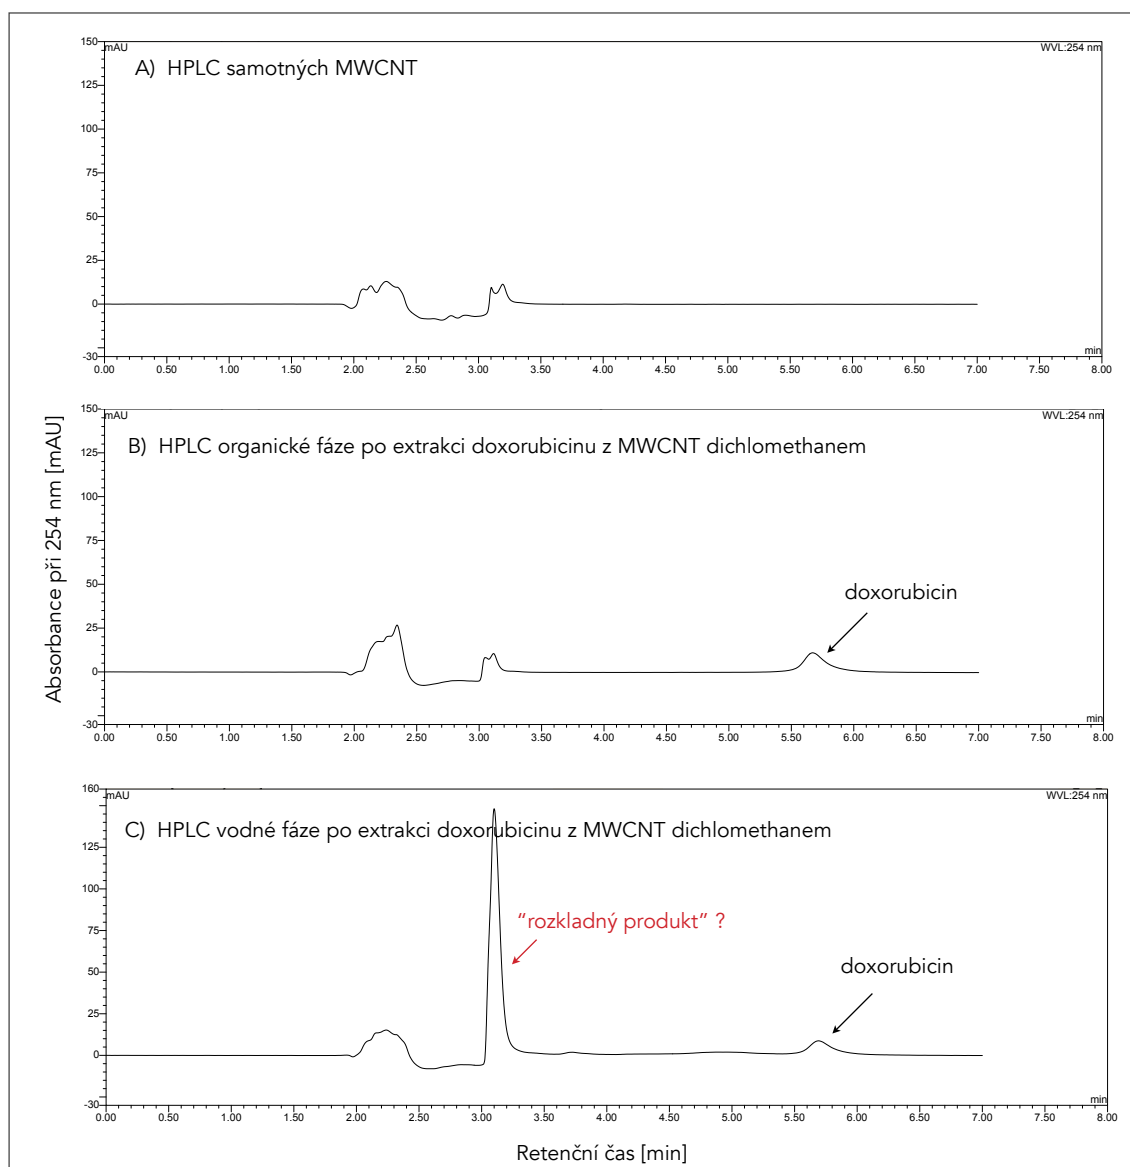 150
mAU
WVL:254 nm
A) HPLC samotných MWCNT
125
100
75
50
25
0
-30
min
0.00 0.50 1.00 1.50 2.00 2.50 3.00 3.50 4.00 4.50 5.00 5.50 6.00 6.50 7.00 7.50 8.00
150
mAU
WVL:254 nm
B) HPLC organické fáze po extrakci doxorubicinu z MWCNT dichlomethanem
125
100
75
50
doxorubicin
25
0
-30
min
0.00 0.50 1.00 1.50 2.00 2.50 3.00 3.50 4.00 4.50 5.00 5.50 6.00 6.50 7.00 7.50 8.00
Absorbance při 254 nm [mAU]
160
mAU
WVL:254 nm
C) HPLC vodné fáze po extrakci doxorubicinu z MWCNT dichlomethanem
125
100
75
“rozkladný produkt” ?
50
doxorubicin
25
0
-30
min
0.00 0.50 1.00 1.50 2.00 2.50 3.00 3.50 4.00 4.50 5.00 5.50 6.00 6.50 7.00 7.50 8.00
Retenční čas [min]